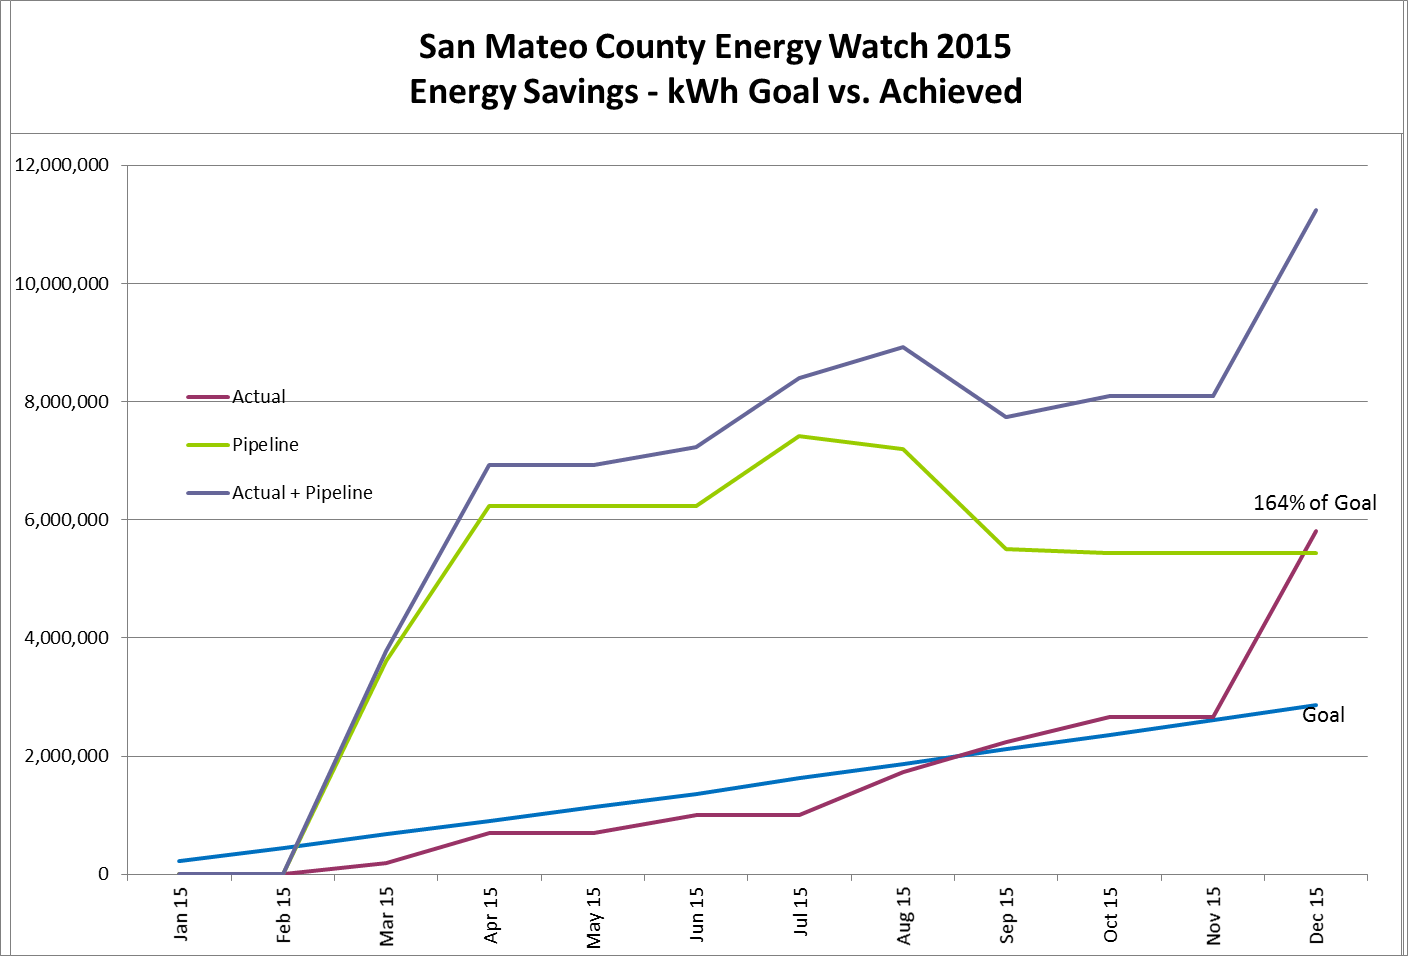 San Mateo County Energy Watch 2015
Energy Savings - kWh Goal vs. Achieved
12,000,000
10,000,000
8,000,000
6,000,000
4,000,000
2,000,000
0
Actual
Pipeline
Actual + Pipeline
164% of Goal
Goal
Jan 15
Feb 15
Mar 15
Apr 15
May 15
Jun 15
Jul 15
Aug 15
Sep 15
Oct 15
Nov 15
Dec 15